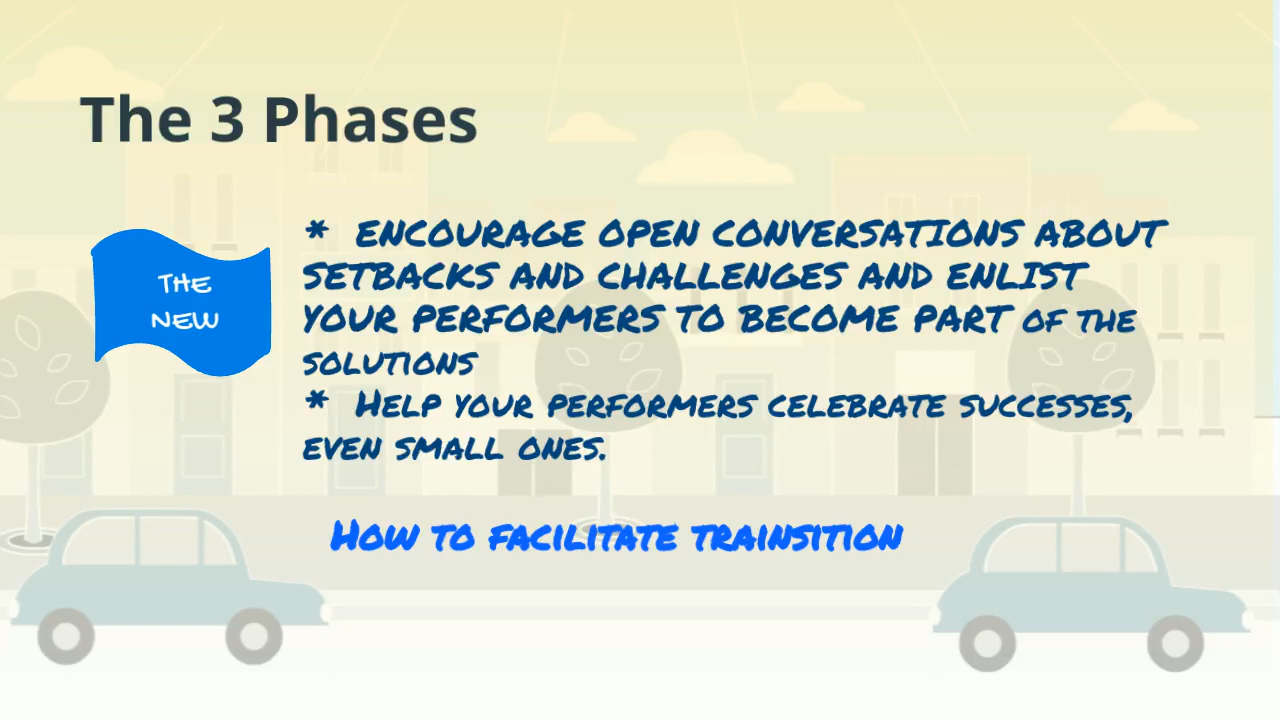 The 3 Phases
THE
NEW
* ENCOURAGE OPEN CONVERSATIONS ABOUT
SETBACKS AND CHALLENGES AND ENLIST
YOUR PERFORMERS TO BECOME PART OF THE
SOLUTIONS
* HELP YOUR PERFORMERS CELEBRATE SUCCESSES,
EVEN SMALL ONES.
HOW TO FACILITATE TRAINSITION